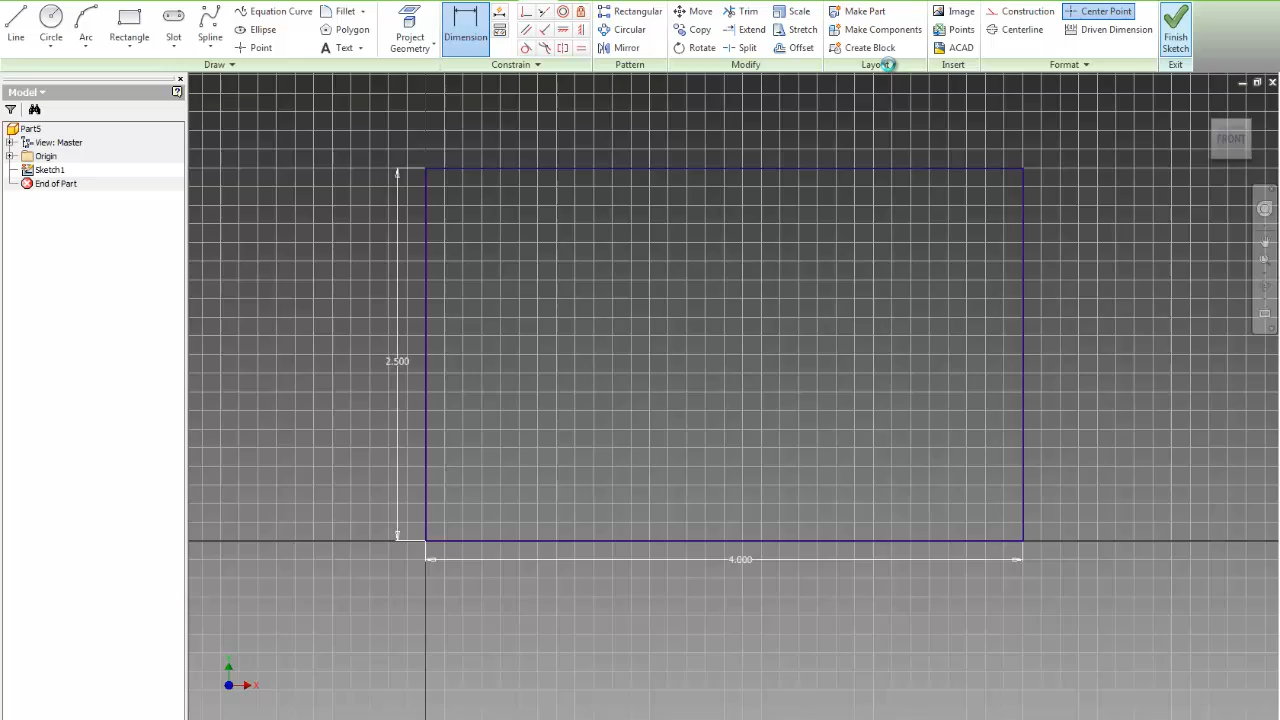 Equation Curve Fillet Rectangular Move Trim Scale Make Part Image Construction Center Point
Ellipse Polygon Circular Copy Extend Stretch Make Components Points Centerline Driven Dimension
Line Circle Arc Rectangle Slot Spline Project Geometry Dimension Finish Sketch
Point Text Mirror Rotate Split Offset Create Block ACAD
Draw Constrain Pattern Modify Layout Insert Format Exit
Model
Part5
View: Master
Origin
Sketch1
End of Part
FRONT
2.500
4.000
Y
X